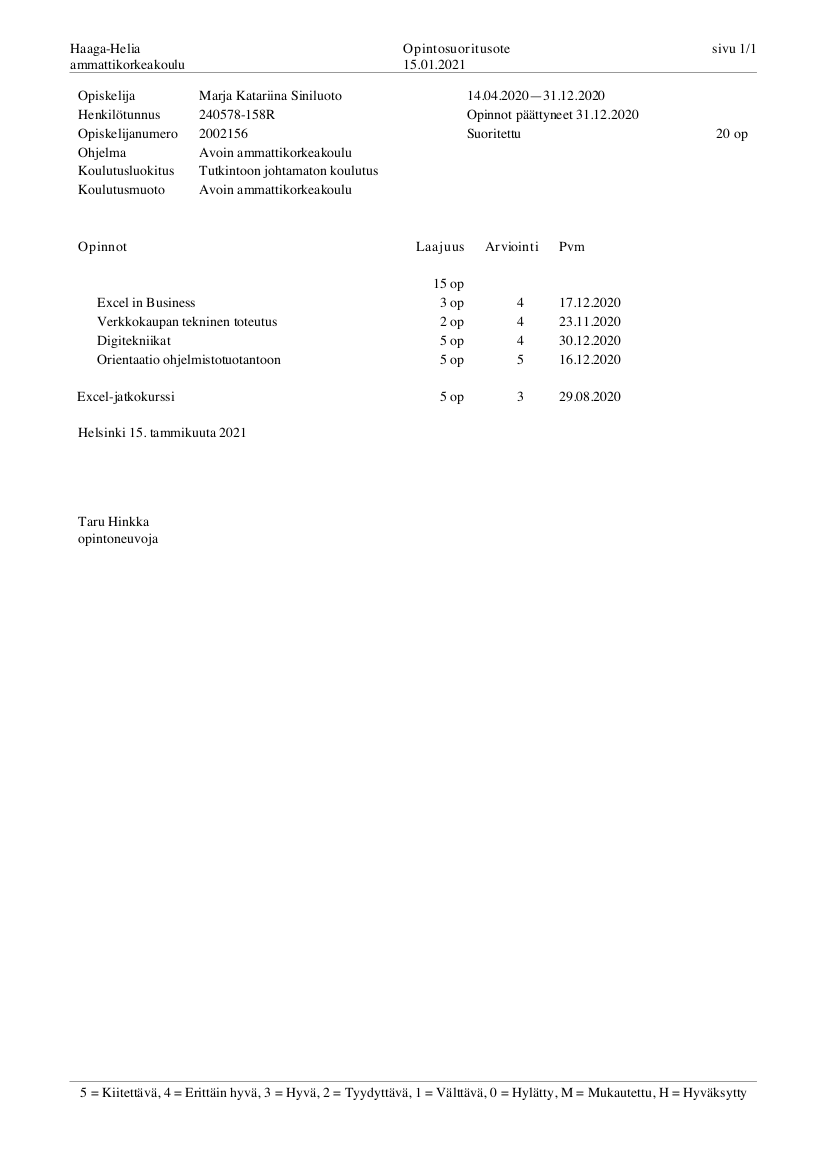 Haaga-Helia Opintosuoritusote sivu 1/1
ammattikorkeakoulu 15.01.2021
Opiskelija Marja Katariina Siniluoto 14.04.2020—31.12.2020
Henkilötunnus 240578-158R Opinnot päättyneet 31.12.2020
Opiskelijanumero 2002156 Suoritettu 20 op
Ohjelma Avoin ammattikorkeakoulu
Koulutusluokitus Tutkintoon johtamaton koulutus
Koulutusmuoto Avoin ammattikorkeakoulu
Opinnot Laajuus Arviointi Pvm
15 op
Excel in Business 3 op 4 17.12.2020
Verkkokaupan tekninen toteutus 2 op 4 23.11.2020
Digitekniikat 5 op 4 30.12.2020
Orientaatio ohjelmistotuotantoon 5 op 5 16.12.2020
Excel-jatkokurssi 5 op 3 29.08.2020
Helsinki 15. tammikuuta 2021
Taru Hinkka
opintoneuvoja
5 = Kiitettävä, 4 = Erittäin hyvä, 3 = Hyvä, 2 = Tyydyttävä, 1 = Välttävä, 0 = Hylätty, M = Mukautettu, H = Hyväksytty